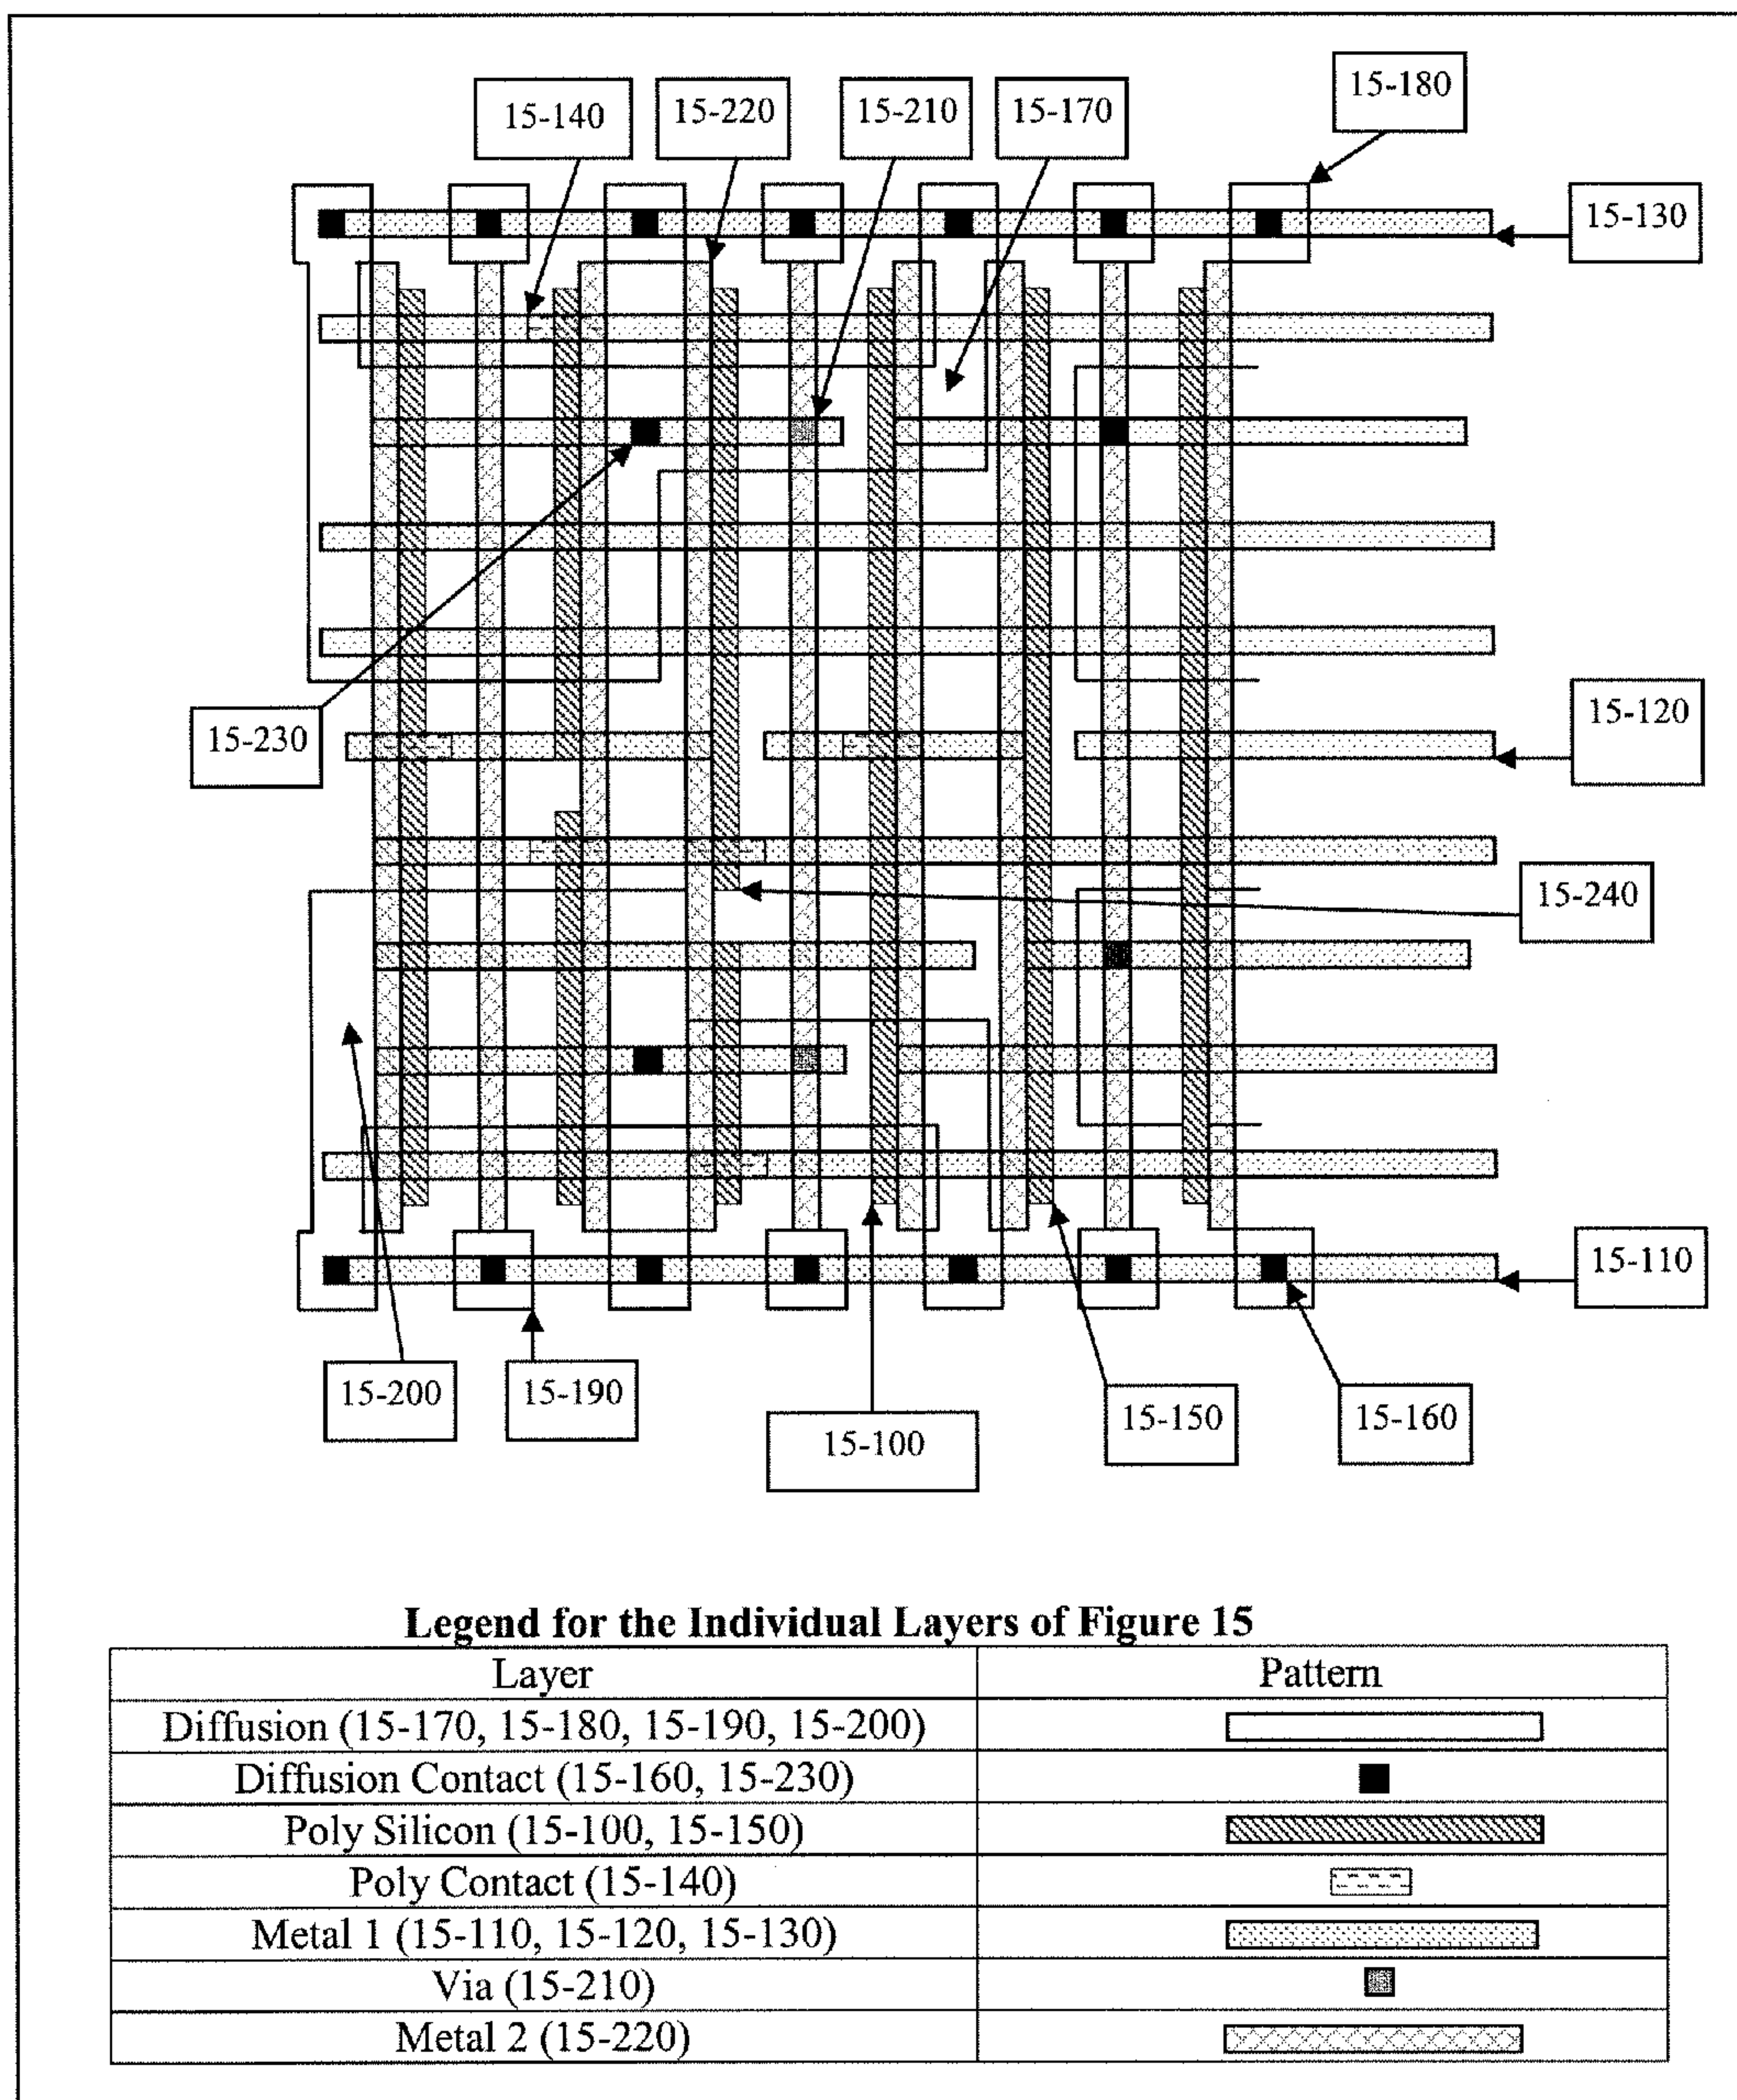 15-180
15-140
15-220
15-210
15-170
15-130
15-230
15-120
15-240
15-110
15-200
15-190
15-100
15-150
15-160
Legend for the Individual Layers of Figure 15
Layer Pattern
Diffusion (15-170, 15-180, 15-190, 15-200)
Diffusion Contact (15-160, 15-230)
Poly Silicon (15-100, 15-150)
Poly Contact (15-140)
Metal 1 (15-110, 15-120, 15-130)
Via (15-210)
Metal 2 (15-220)